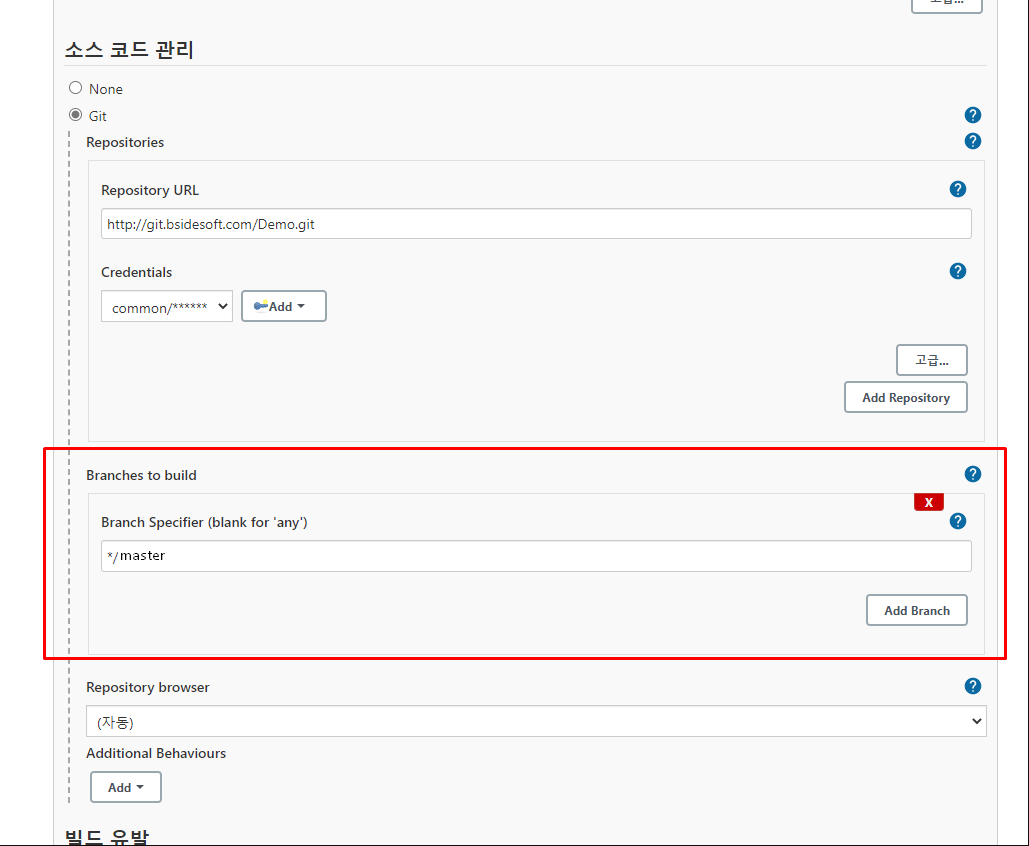 고급...
소스 코드 관리
None
Git
Repositories
Repository URL
http://git.bsidesoft.com/Demo.git
Credentials
common/****** Add
고급...
Add Repository
Branches to build
X
Branch Specifier (blank for 'any')
*/master
Add Branch
Repository browser
(자동)
Additional Behaviours
Add
빌드 유발